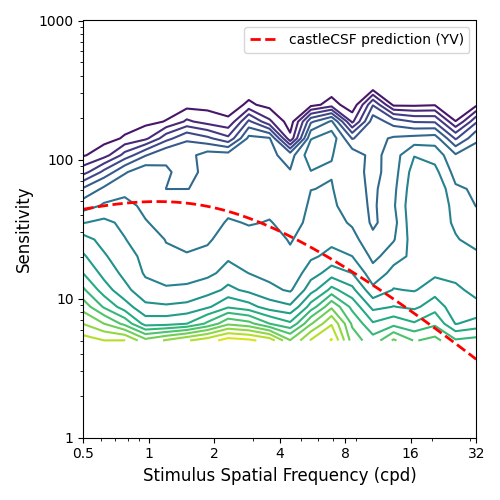 1000
castleCSF prediction (YV)
100
Sensitivity
10
1
0.5 1 2 4 8 16 32
Stimulus Spatial Frequency (cpd)